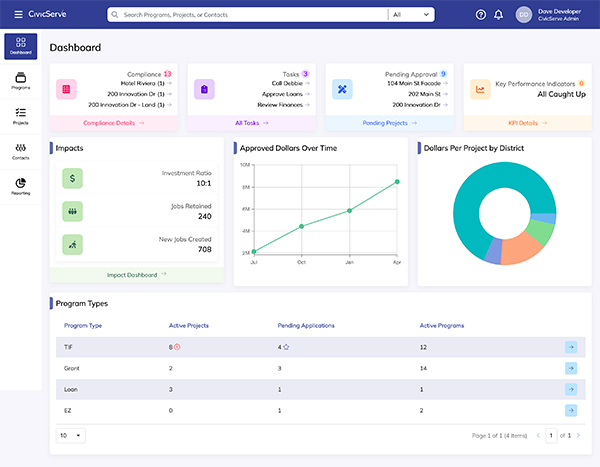 CivicServe
Search Programs, Projects, or Contacts
All
DD
Dave Developer
CivicServe Admin
Dashboard
Programs
Projects
Contacts
Reporting
Dashboard
Compliance 13
Hotel Riviera (1) →
200 Innovation Dr (1) →
200 Innovation Dr - Land (1) →
Compliance Details →
Tasks 3
Call Debbie →
Approve Loans →
Review Finances →
All Tasks →
Pending Approval 9
104 Main St Facade →
202 Main St →
200 Innovation Dr →
Pending Projects →
Key Performance Indicators 0
All Caught Up
KPI Details →
Impacts
$
Investment Ratio
10:1
Jobs Retained
240
New Jobs Created
708
Impact Dashboard →
Approved Dollars Over Time
10M
8M
6M
4M
2M
Jul Oct Jan Apr
Dollars Per Project by District
Program Types
Program Type Active Projects Pending Applications Active Programs
TIF 8 4 12 →
Grant 2 3 14 →
Loan 3 1 1 →
EZ 0 1 2 →
10
Page 1 of 1 (4 items) < 1 of 1 >